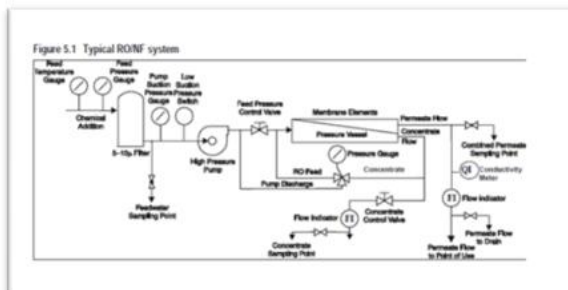 Figure 5.1 Typical RO/NF system
Feed
Temperature
Gauge
Feed
Pressure
Gauge
Pump
Suction
Pressure
Gauge
Low
Suction
Pressure
Switch
Chemical
Addition
5–10μ Filter
Feedwater
Sampling Point
High Pressure
Pump
Feed Pressure
Control Valve
Membrane Elements
Pressure Vessel
Permeate Flow
Concentrate
Flow
Pressure Gauge
RO Feed
Concentrate
Pump Discharge
Combined Permeate
Sampling Point
QI
Conductivity
Meter
FI
Flow Indicator
Flow Indicator
FI
Concentrate
Control Valve
Concentrate
Sampling Point
Permeate Flow
to Drain
Permeate Flow
to Point of Use